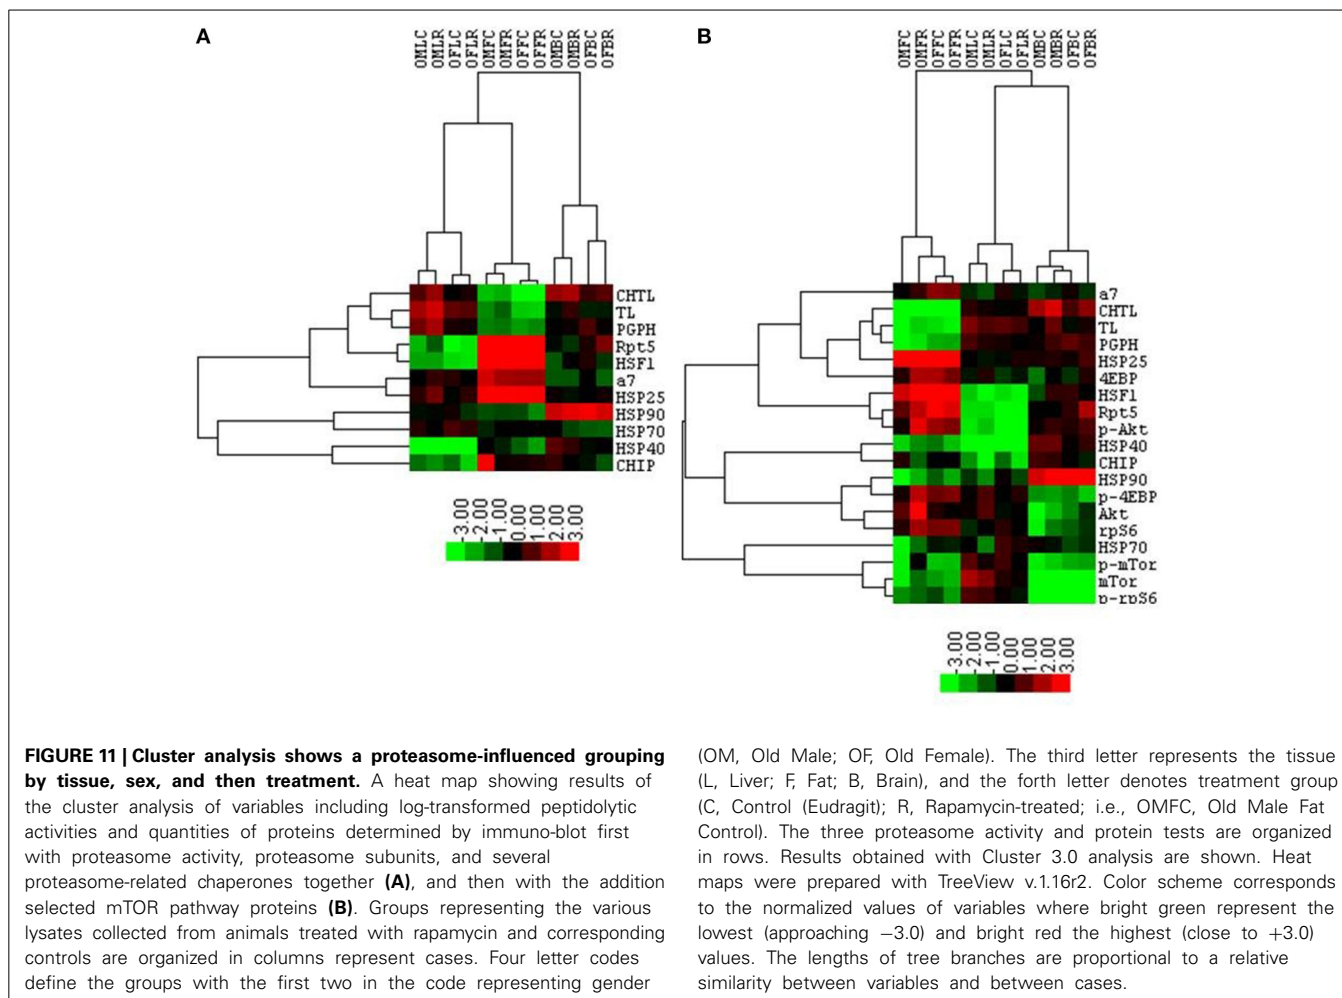 A
OMLC OMLR OFLC OFLR OMFC OMFR OFFC OFFR OMBC OMBR OFBC OFBR
CHTL
TL
PGPH
Rpt5
HSF1
a7
HSP25
HSP90
HSP70
HSP40
CHIP
-3.00 -2.00 -1.00 0.00 1.00 2.00 3.00
B
OMFC OMFR OFFC OFFR OMLC OMLR OFLC OFLR OMBC OMBR OFBC OFBR
a7
CHTL
TL
PGPH
HSP25
4EBP
HSF1
Rpt5
p-Akt
HSP40
CHIP
HSP90
p-4EBP
Akt
rpS6
HSP70
p-mTor
mTor
p-rpS6
-3.00 -2.00 -1.00 0.00 1.00 2.00 3.00
FIGURE 11 | Cluster analysis shows a proteasome-influenced grouping
by tissue, sex, and then treatment. A heat map showing results of
the cluster analysis of variables including log-transformed peptidolytic
activities and quantities of proteins determined by immuno-blot first
with proteasome activity, proteasome subunits, and several
proteasome-related chaperones together (A), and then with the addition
selected mTOR pathway proteins (B). Groups representing the various
lysates collected from animals treated with rapamycin and corresponding
controls are organized in columns represent cases. Four letter codes
define the groups with the first two in the code representing gender
(OM, Old Male; OF, Old Female). The third letter represents the tissue
(L, Liver; F, Fat; B, Brain), and the forth letter denotes treatment group
(C, Control (Eudragit); R, Rapamycin-treated; i.e., OMFC, Old Male Fat
Control). The three proteasome activity and protein tests are organized
in rows. Results obtained with Cluster 3.0 analysis are shown. Heat
maps were prepared with TreeView v.1.16r2. Color scheme corresponds
to the normalized values of variables where bright green represent the
lowest (approaching −3.0) and bright red the highest (close to +3.0)
values. The lengths of tree branches are proportional to a relative
similarity between variables and between cases.